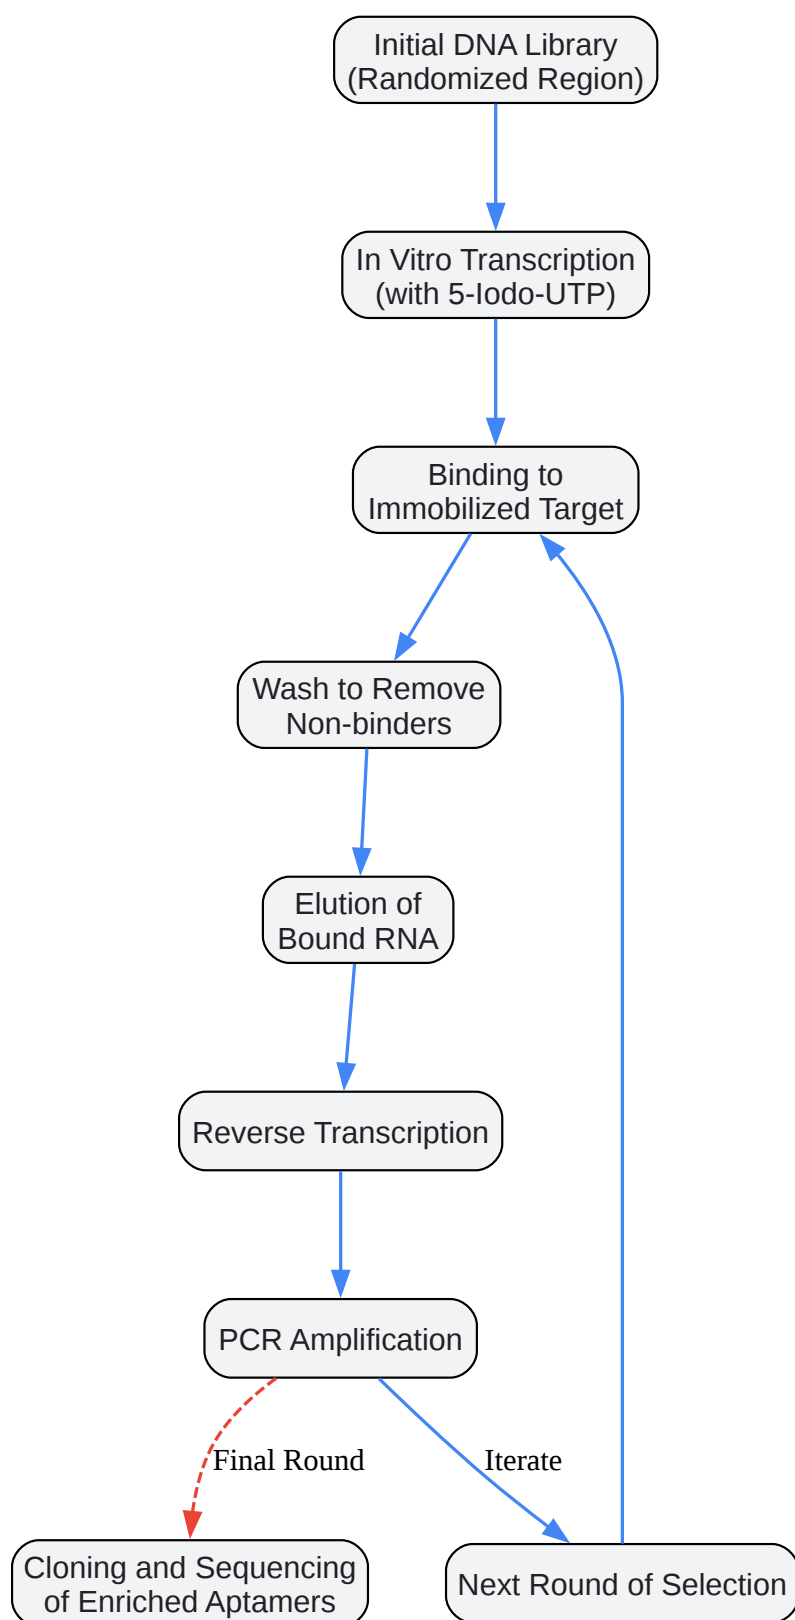 Initial DNA Library
(Randomized Region)
In Vitro Transcription
(with 5-Iodo-UTP)
Binding to
Immobilized Target
Wash to Remove
Non-binders
Elution of
Bound RNA
Reverse Transcription
PCR Amplification
Final Round
Iterate
Cloning and Sequencing
of Enriched Aptamers
Next Round of Selection